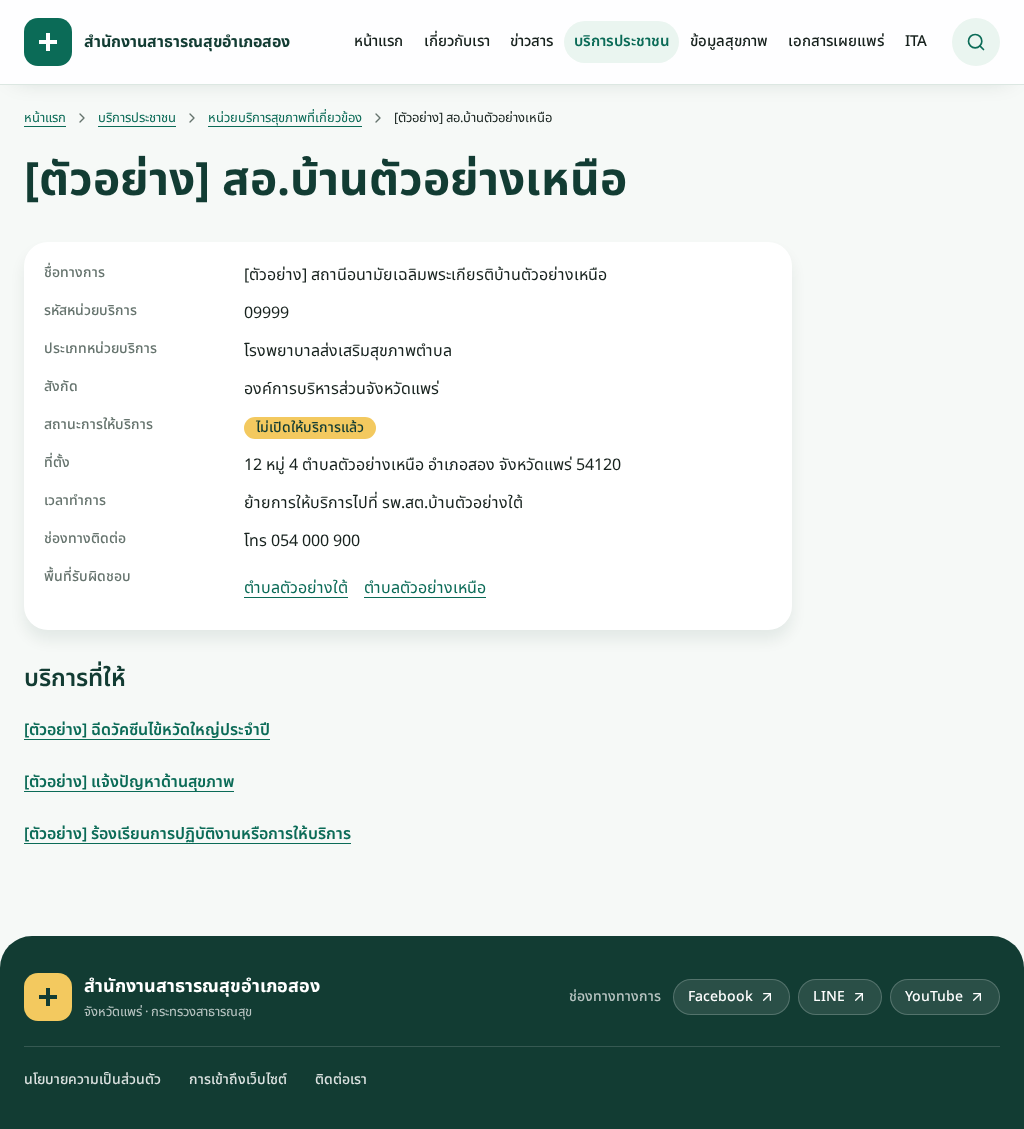 สำนักงานสาธารณสุขอำเภอสอง
หน้าแรก เกี่ยวกับเรา ข่าวสาร บริการประชาชน ข้อมูลสุขภาพ เอกสารเผยแพร่ ITA
หน้าแรก > บริการประชาชน > หน่วยบริการสุขภาพที่เกี่ยวข้อง > [ตัวอย่าง] สอ.บ้านตัวอย่างเหนือ
[ตัวอย่าง] สอ.บ้านตัวอย่างเหนือ
ชื่อทางการ [ตัวอย่าง] สถานีอนามัยเฉลิมพระเกียรติบ้านตัวอย่างเหนือ
รหัสหน่วยบริการ 09999
ประเภทหน่วยบริการ โรงพยาบาลส่งเสริมสุขภาพตำบล
สังกัด องค์การบริหารส่วนจังหวัดแพร่
สถานะการให้บริการ ไม่เปิดให้บริการแล้ว
ที่ตั้ง 12 หมู่ 4 ตำบลตัวอย่างเหนือ อำเภอสอง จังหวัดแพร่ 54120
เวลาทำการ ย้ายการให้บริการไปที่ รพ.สต.บ้านตัวอย่างใต้
ช่องทางติดต่อ โทร 054 000 900
พื้นที่รับผิดชอบ ตำบลตัวอย่างใต้ ตำบลตัวอย่างเหนือ
บริการที่ให้
[ตัวอย่าง] ฉีดวัคซีนไข้หวัดใหญ่ประจำปี
[ตัวอย่าง] แจ้งปัญหาด้านสุขภาพ
[ตัวอย่าง] ร้องเรียนการปฏิบัติงานหรือการให้บริการ
สำนักงานสาธารณสุขอำเภอสอง
จังหวัดแพร่ · กระทรวงสาธารณสุข
ช่องทางทางการ Facebook LINE YouTube
นโยบายความเป็นส่วนตัว การเข้าถึงเว็บไซต์ ติดต่อเรา